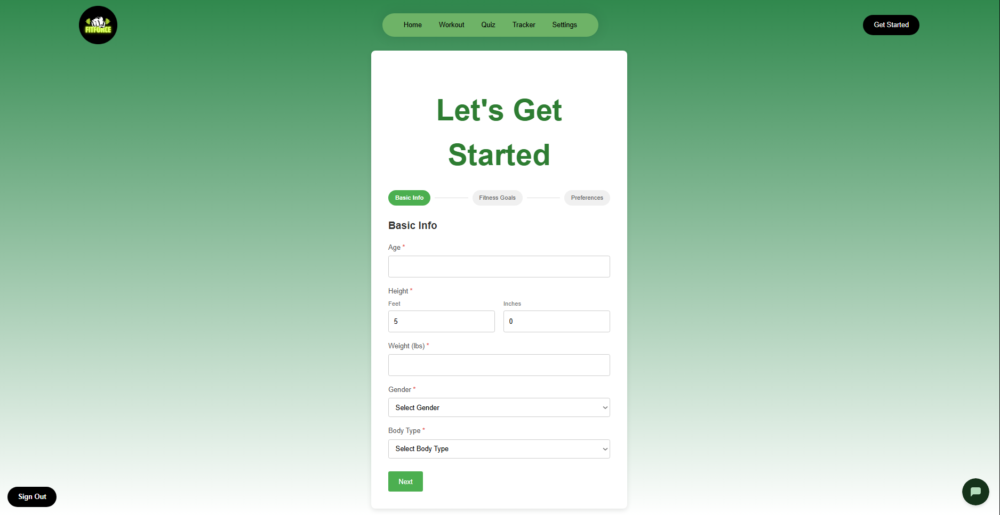 FITFORCE
Home Workout Quiz Tracker Settings
Get Started
Let's Get
Started
Basic Info Fitness Goals Preferences
Basic Info
Age *
Height *
Feet Inches
5 0
Weight (lbs) *
Gender *
Select Gender
Body Type *
Select Body Type
Next
Sign Out